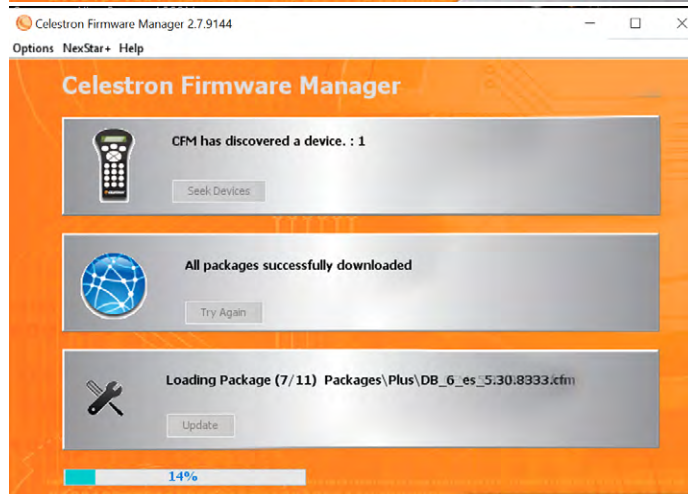 Celestron Firmware Manager 2.7.9144
Options NexStar+ Help
Celestron Firmware Manager
CFM has discovered a device. : 1
Seek Devices
All packages successfully downloaded
Try Again
Loading Package (7/11) Packages\Plus\DB_6_es_5.30.8333.cfm
Update
14%